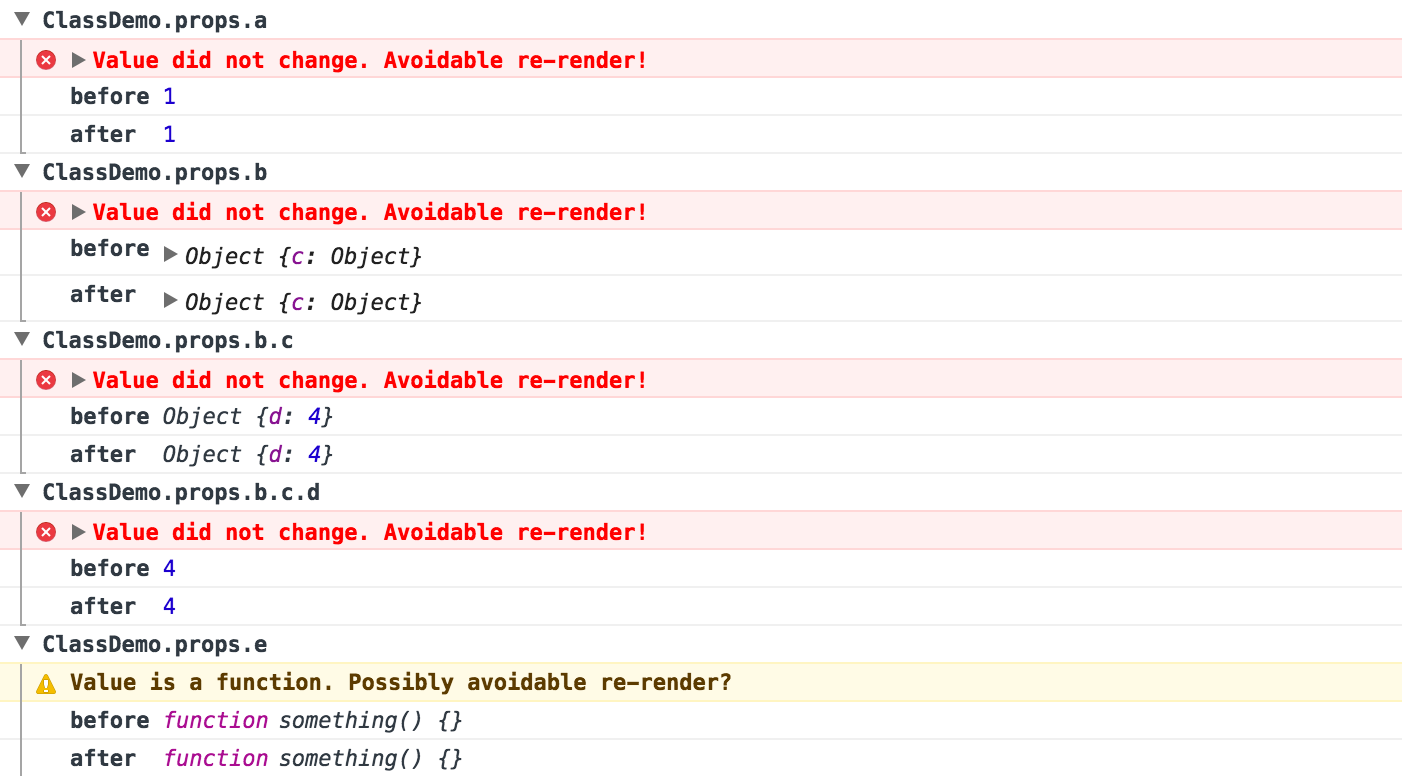 ClassDemo.props.a
Value did not change. Avoidable re-render!
before 1
after 1
ClassDemo.props.b
Value did not change. Avoidable re-render!
before Object {c: Object}
after Object {c: Object}
ClassDemo.props.b.c
Value did not change. Avoidable re-render!
before Object {d: 4}
after Object {d: 4}
ClassDemo.props.b.c.d
Value did not change. Avoidable re-render!
before 4
after 4
ClassDemo.props.e
Value is a function. Possibly avoidable re-render?
before function something() {}
after function something() {}